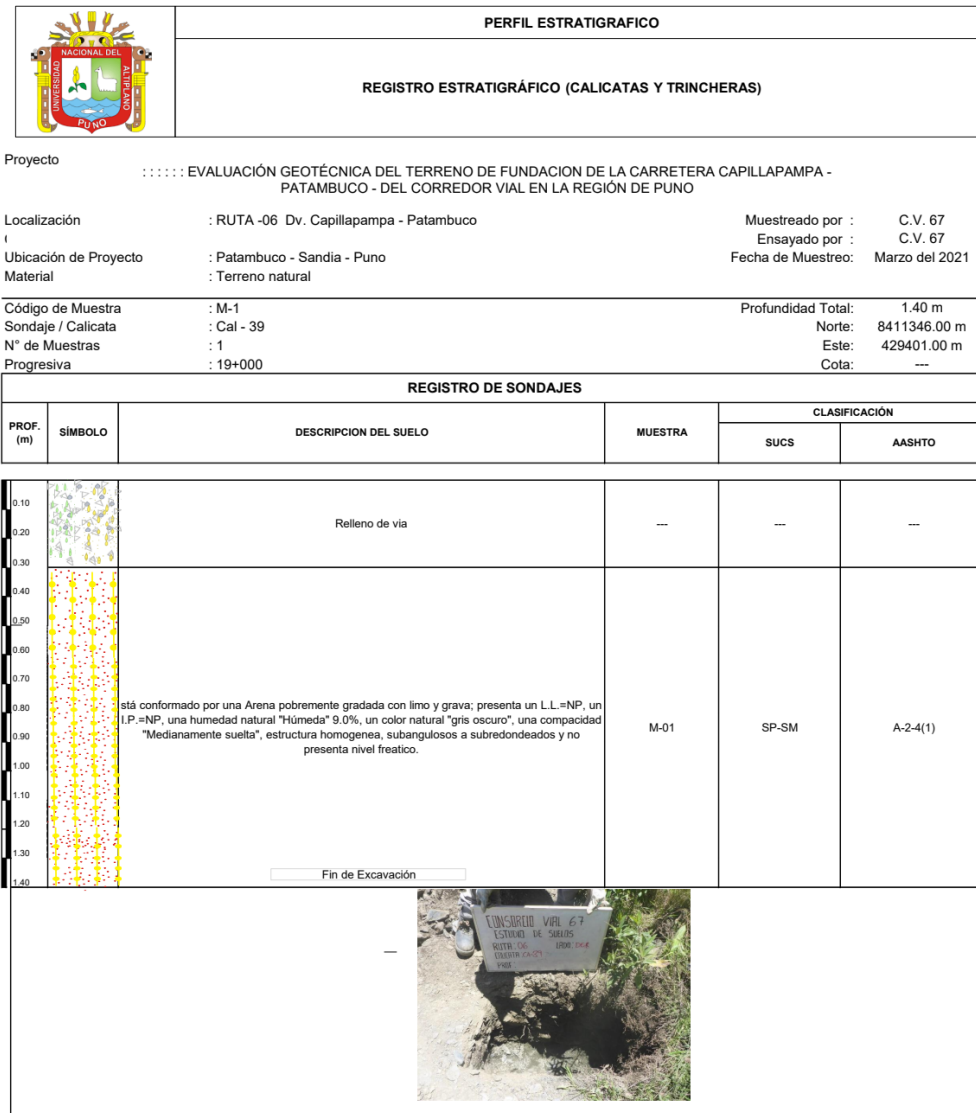 PERFIL ESTRATIGRAFICO
REGISTRO ESTRATIGRÁFICO (CALICATAS Y TRINCHERAS)
UNIVERSIDAD
NACIONAL DEL
ALTIPLANO
PUNO
Proyecto
: : : : : : EVALUACIÓN GEOTÉCNICA DEL TERRENO DE FUNDACION DE LA CARRETERA CAPILLAPAMPA -
PATAMBUCO - DEL CORREDOR VIAL EN LA REGIÓN DE PUNO
Localización : RUTA -06 Dv. Capillapampa - Patambuco Muestreado por : C.V. 67
Ensayado por : C.V. 67
Ubicación de Proyecto : Patambuco - Sandia - Puno Fecha de Muestreo: Marzo del 2021
Material : Terreno natural
Código de Muestra : M-1 Profundidad Total: 1.40 m
Sondaje / Calicata : Cal - 39 Norte: 8411346.00 m
N° de Muestras : 1 Este: 429401.00 m
Progresiva : 19+000 Cota: ---
REGISTRO DE SONDAJES
PROF. (m) SÍMBOLO DESCRIPCION DEL SUELO MUESTRA CLASIFICACIÓN
SUCS AASHTO
0.10
0.20
0.30
Relleno de via --- --- ---
0.40
0.50
0.60
0.70
0.80
0.90
1.00
1.10
1.20
1.30
1.40
stá conformado por una Arena pobremente gradada con limo y grava; presenta un L.L.=NP, un
I.P.=NP, una humedad natural "Húmeda" 9.0%, un color natural "gris oscuro", una compacidad
"Medianamente suelta", estructura homogenea, subangulosos a subredondeados y no
presenta nivel freatico.
M-01 SP-SM A-2-4(1)
Fin de Excavación
—
CONSORCIO VIAL 67
ESTUDIO DE SUELOS
RUTA: 06 LADO:
CALICATA:
PROF: